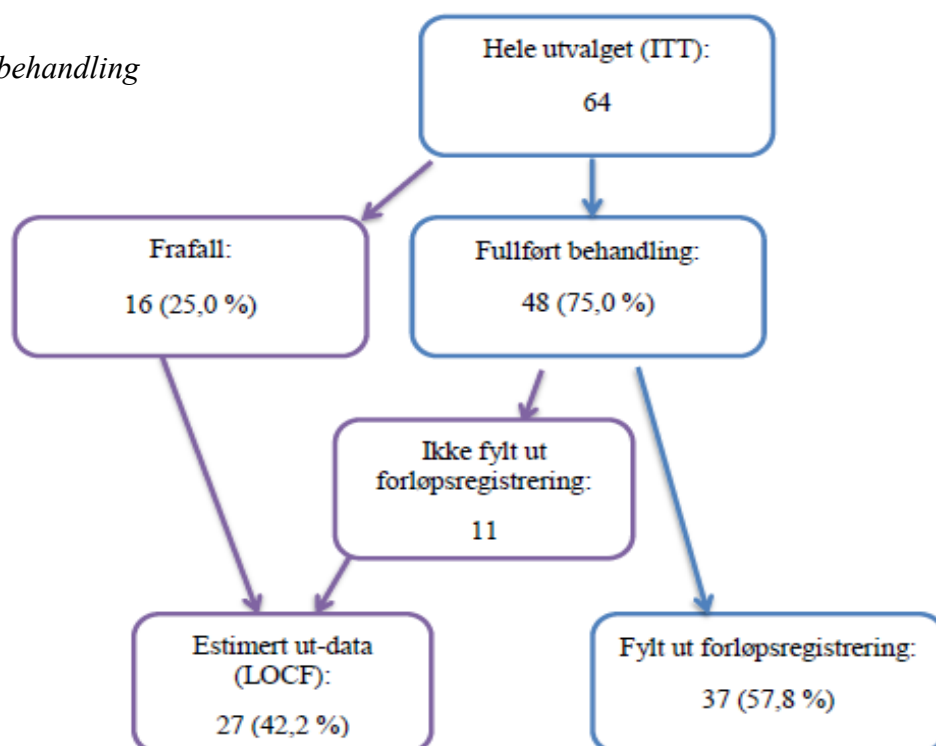 behandling
Hele utvalget (ITT):
64
Frafall:
16 (25,0 %)
Fullført behandling:
48 (75,0 %)
Ikke fylt ut
forløpsregistrering:
11
Estimert ut-data
(LOCF):
27 (42,2 %)
Fylt ut forløpsregistrering:
37 (57,8 %)